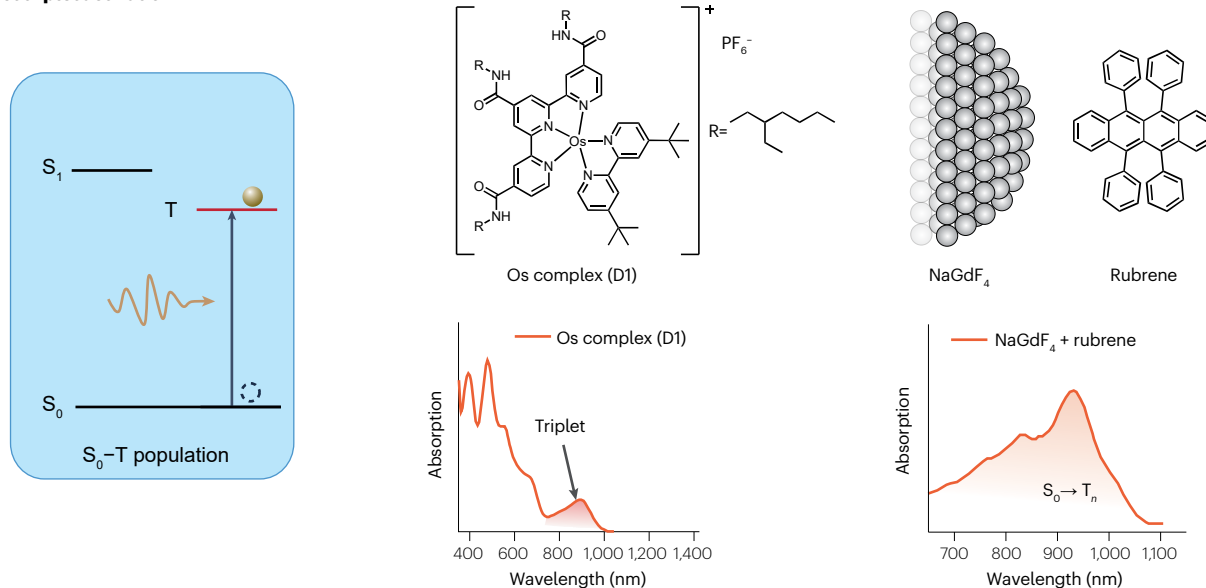 S1
T
S0
S0–T population
R
HN
O
R
NH
O
N
N
N
Os
N
N
O
NH
R
+
PF6−
R=
Os complex (D1)
NaGdF4
Rubrene
Absorption
Os complex (D1)
Triplet
400 600 800 1,000 1,200 1,400
Wavelength (nm)
Absorption
NaGdF4 + rubrene
S0→ Tn
700 800 900 1,000 1,100
Wavelength (nm)